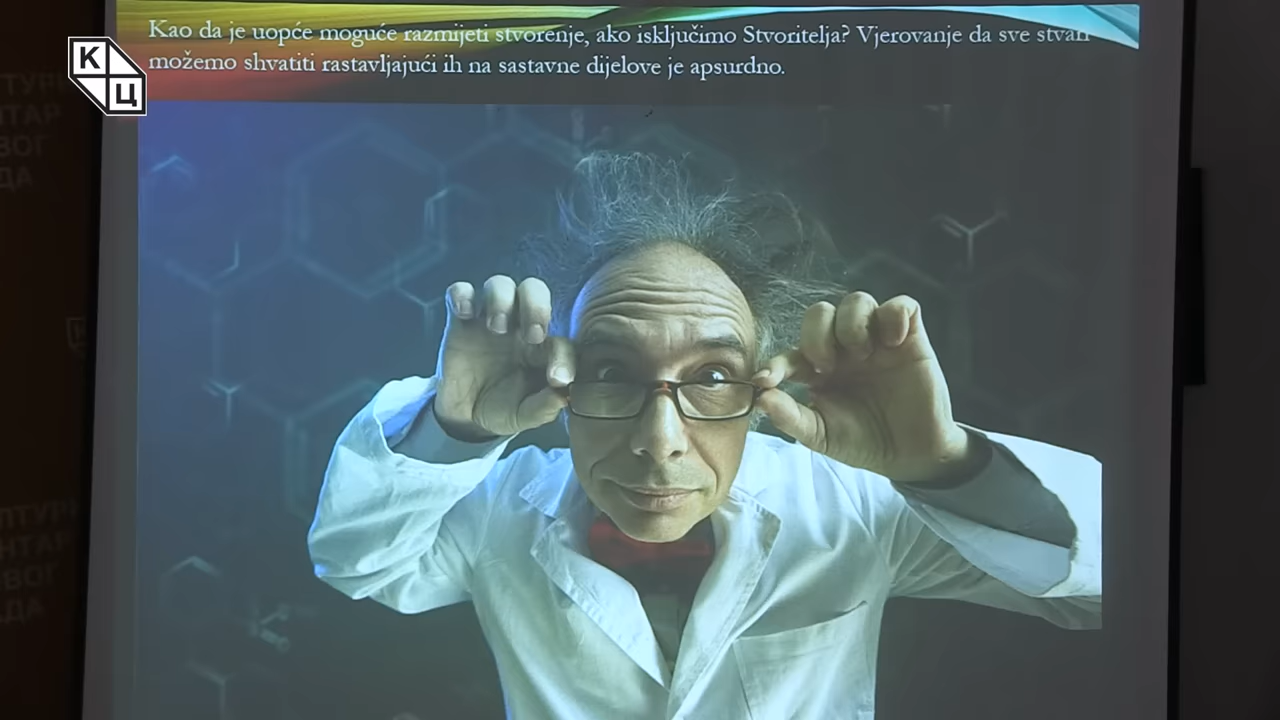 Kao da je uopće moguće razmijeti stvorenje, ako isključimo Stvoritelja? Vjerovanje da sve stvari
možemo shvatiti rastavljajući ih na sastavne dijelove je apsurdno.
К
Ц